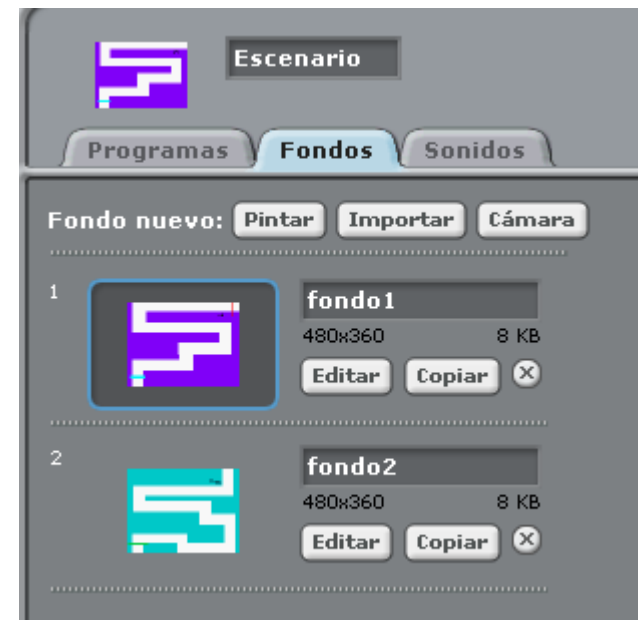 Escenario
Programas Fondos Sonidos
Fondo nuevo: Pintar Importar Cámara
1
fondo1
480x360 8 KB
Editar Copiar
2
fondo2
480x360 8 KB
Editar Copiar